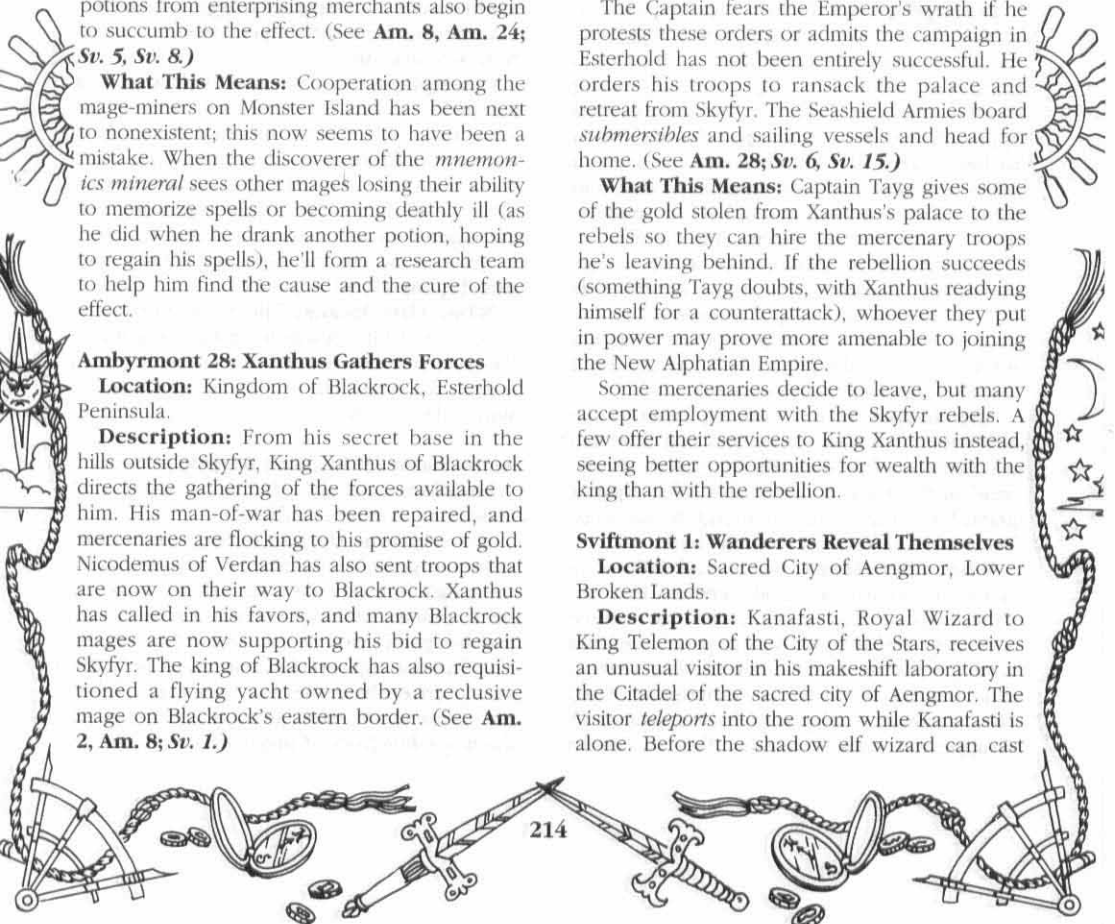 potions from enterprising merchants also begin
to succumb to the effect. (See Am. 8, Am. 24;
Sv. 5, Sv. 8.)
What This Means: Cooperation among the
mage-miners on Monster Island has been next
to nonexistent; this now seems to have been a
mistake. When the discoverer of the mnemon-
ics mineral sees other mages losing their ability
to memorize spells or becoming deathly ill (as
he did when he drank another potion, hoping
to regain his spells), he'll form a research team
to help him find the cause and the cure of the
effect.
Ambyrmont 28: Xanthus Gathers Forces
Location: Kingdom of Blackrock, Esterhold
Peninsula.
Description: From his secret base in the
hills outside Skyfyr, King Xanthus of Blackrock
directs the gathering of the forces available to
him. His man-of-war has been repaired, and
mercenaries are flocking to his promise of gold.
Nicodemus of Verdan has also sent troops that
are now on their way to Blackrock. Xanthus
has called in his favors, and many Blackrock
mages are now supporting his bid to regain
Skyfyr. The king of Blackrock has also requisi-
tioned a flying yacht owned by a reclusive
mage on Blackrock's eastern border. (See Am.
2, Am. 8; Sv. 1.)
The Captain fears the Emperor's wrath if he
protests these orders or admits the campaign in
Esterhold has not been entirely successful. He
orders his troops to ransack the palace and
retreat from Skyfyr. The Seashield Armies board
submersibles and sailing vessels and head for
home. (See Am. 28; Sv. 6, Sv. 15.)
What This Means: Captain Tayg gives some
of the gold stolen from Xanthus's palace to the
rebels so they can hire the mercenary troops
he's leaving behind. If the rebellion succeeds
(something Tayg doubts, with Xanthus readying
himself for a counterattack), whoever they put
in power may prove more amenable to joining
the New Alphatian Empire.
Some mercenaries decide to leave, but many
accept employment with the Skyfyr rebels. A
few offer their services to King Xanthus instead,
seeing better opportunities for wealth with the
king than with the rebellion.
Sviftmont 1: Wanderers Reveal Themselves
Location: Sacred City of Aengmor, Lower
Broken Lands.
Description: Kanafasti, Royal Wizard to
King Telemon of the City of the Stars, receives
an unusual visitor in his makeshift laboratory in
the Citadel of the sacred city of Aengmor. The
visitor teleports into the room while Kanafasti is
alone. Before the shadow elf wizard can cast
214